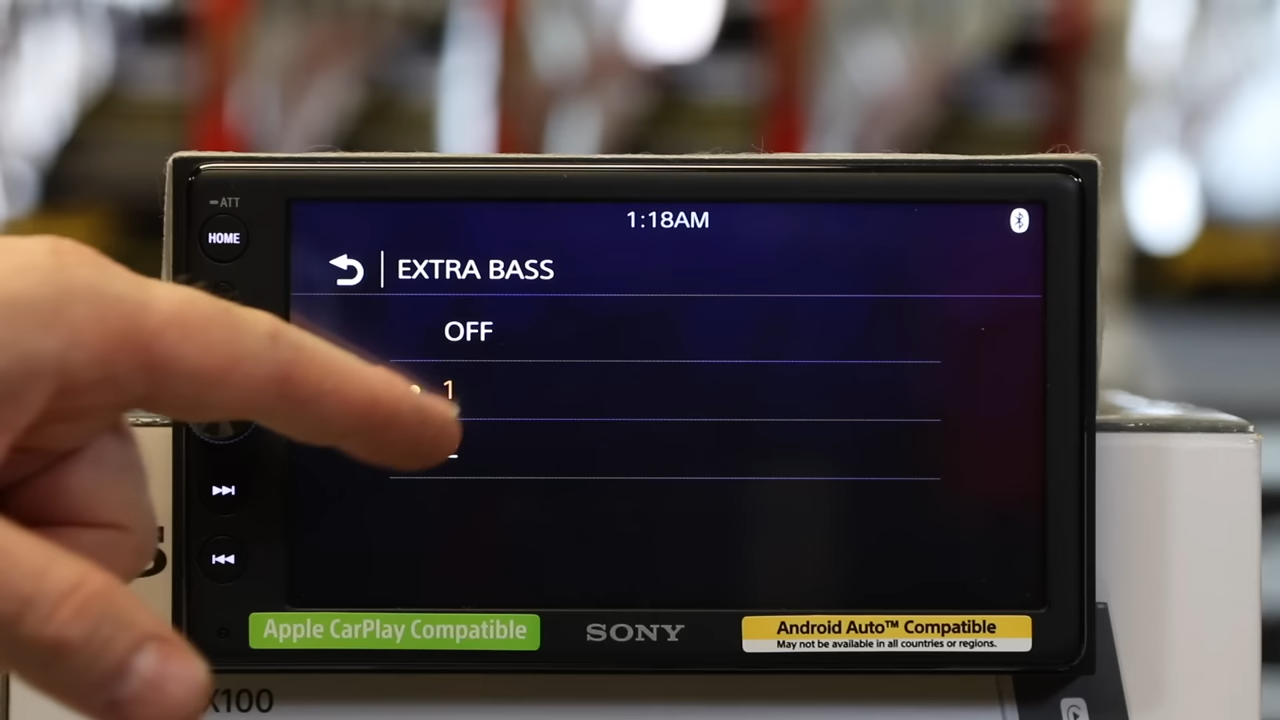 ATT
HOME
1:18AM
EXTRA BASS
OFF
1
Apple CarPlay Compatible
SONY
Android Auto™ Compatible
May not be available in all countries or regions.
X100